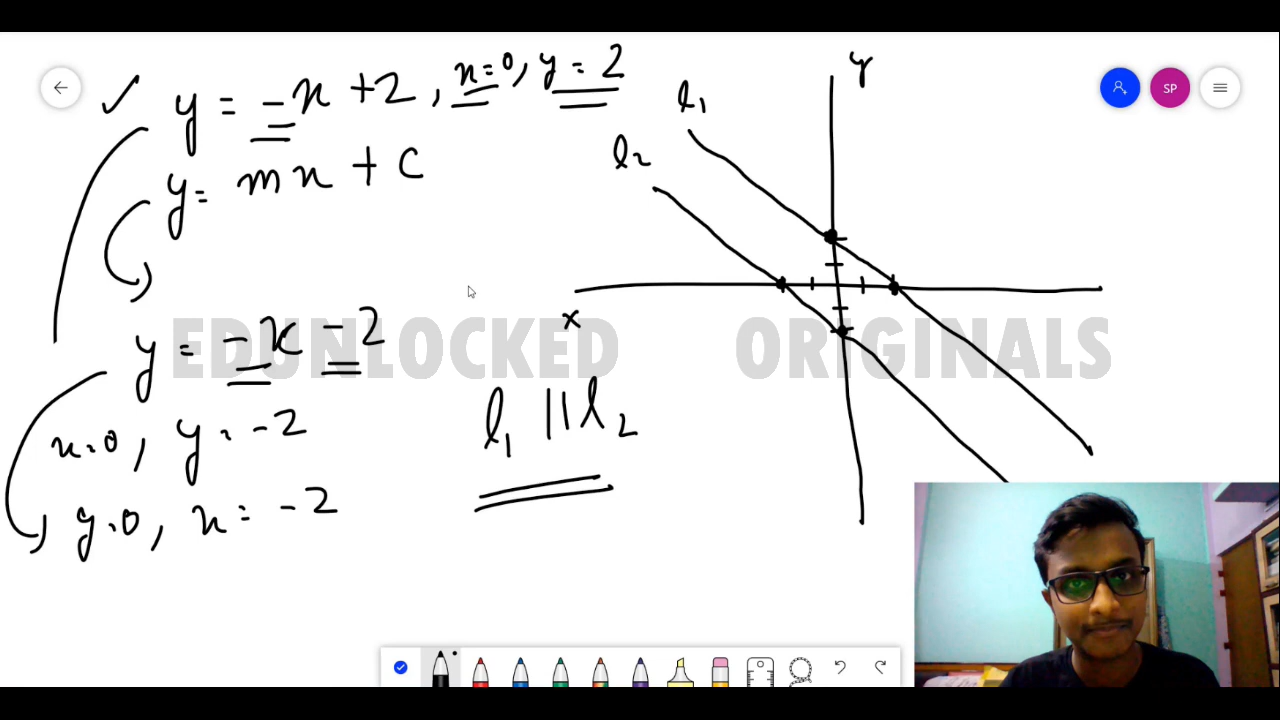 y = -x + 2, x=0, y = 2
y = mx + c
y = -x - 2
x=0, y = -2
y=0, x = -2
l1 || l2
l1
l2
y
x
EDUNLOCKED ORIGINALS
SP